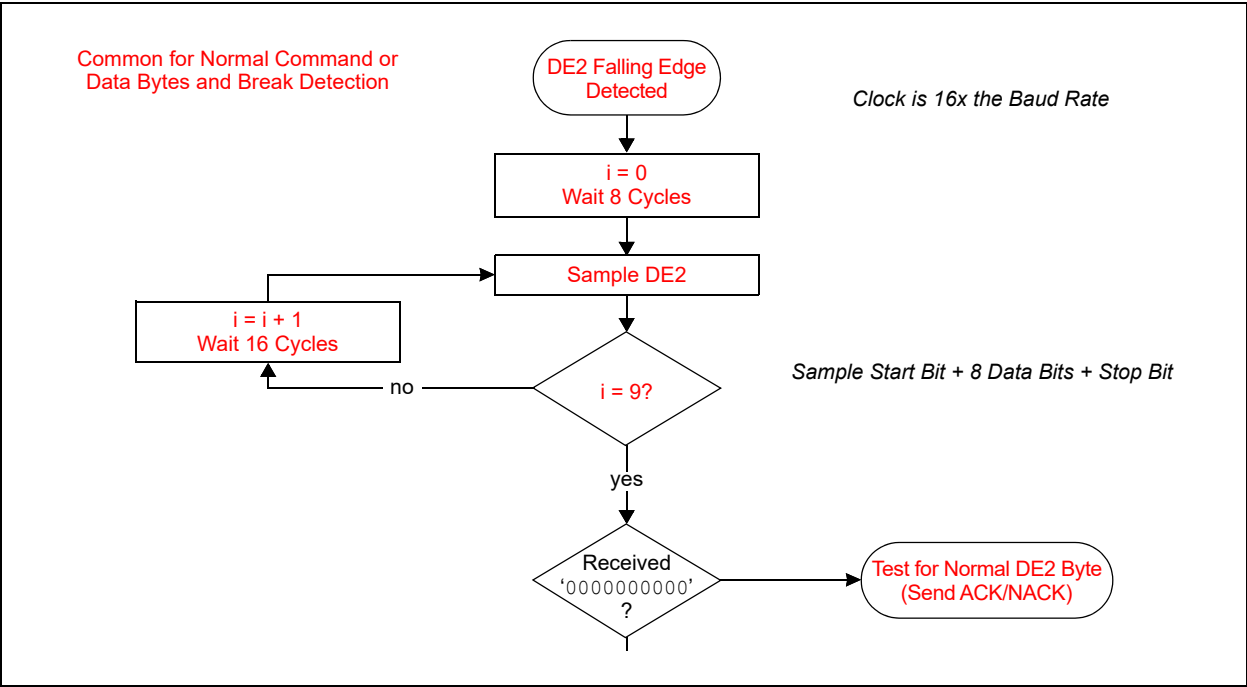 Common for Normal Command or
Data Bytes and Break Detection
DE2 Falling Edge
Detected
Clock is 16x the Baud Rate
i = 0
Wait 8 Cycles
Sample DE2
i = i + 1
Wait 16 Cycles
no
i = 9?
Sample Start Bit + 8 Data Bits + Stop Bit
yes
Received
‘0000000000’
?
Test for Normal DE2 Byte
(Send ACK/NACK)